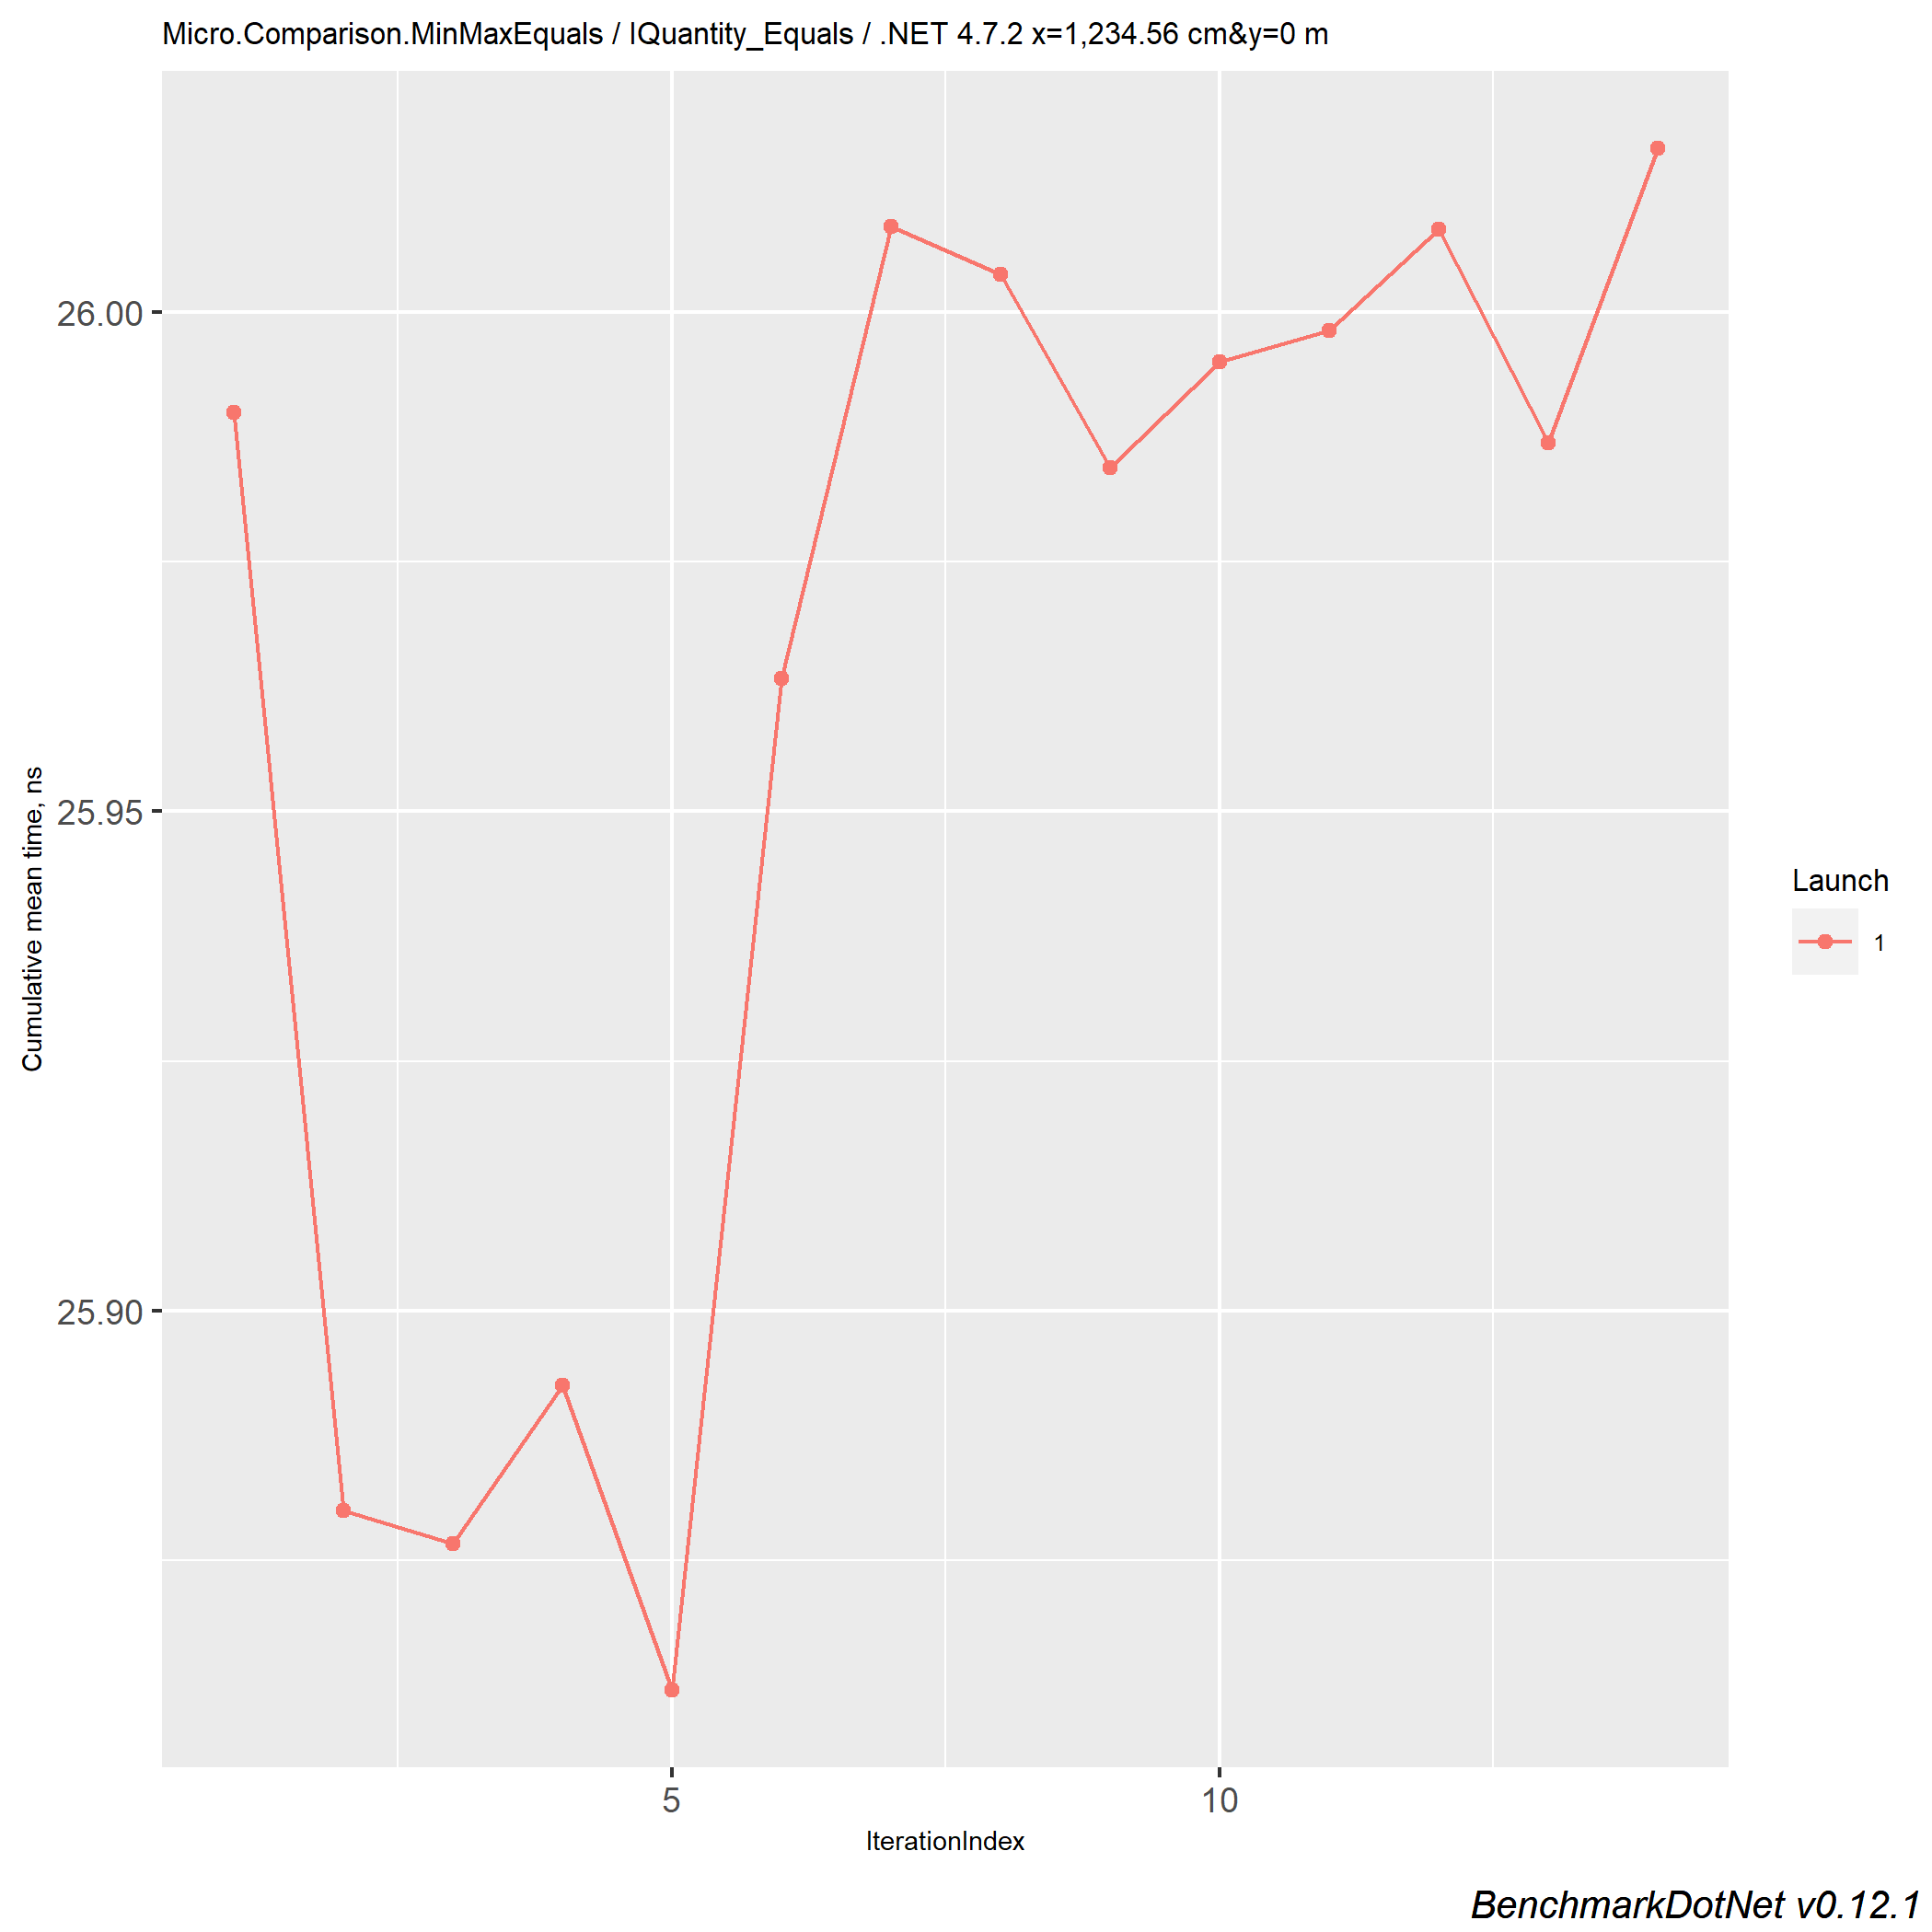 Micro.Comparison.MinMaxEquals / IQuantity_Equals / .NET 4.7.2 x=1,234.56 cm&y=0 m
26.00
25.95
25.90
Cumulative mean time, ns
5
10
IterationIndex
Launch
1
BenchmarkDotNet v0.12.1